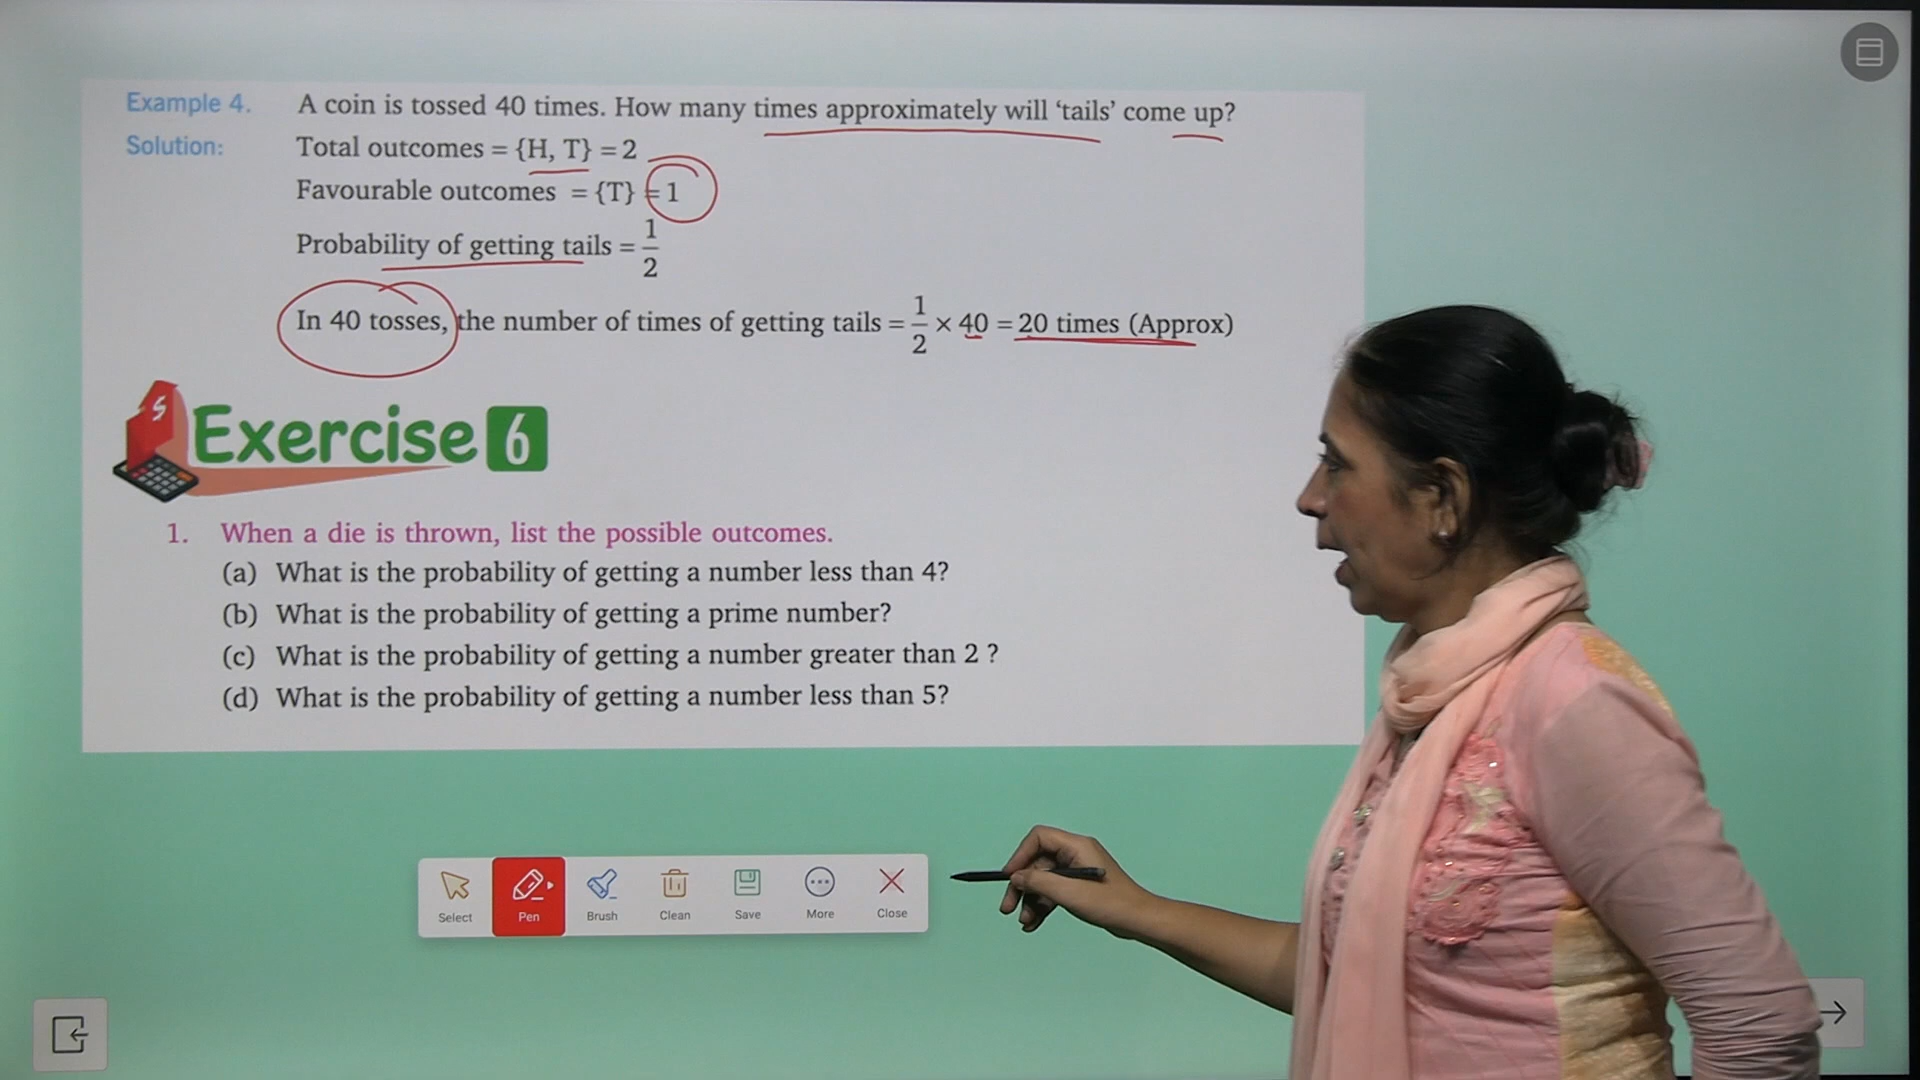 Example 4. A coin is tossed 40 times. How many times approximately will ‘tails’ come up?
Solution: Total outcomes = {H, T} = 2
Favourable outcomes = {T} = 1
Probability of getting tails = 1/2
In 40 tosses, the number of times of getting tails = 1/2 × 40 = 20 times (Approx)
Exercise 6
1. When a die is thrown, list the possible outcomes.
(a) What is the probability of getting a number less than 4?
(b) What is the probability of getting a prime number?
(c) What is the probability of getting a number greater than 2 ?
(d) What is the probability of getting a number less than 5?
Select Pen Brush Clean Save More Close